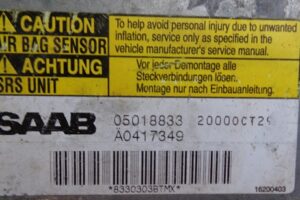 CAUTION
AIR BAG SENSOR
To help avoid personal injury due to unwanted
inflation, service only as specified in the
vehicle manufacturer's service manual.
ACHTUNG
SRS UNIT
Vor jeder Demontage alle
Steckverbindungen lösen.
Montage nur nach Einbauanleitung.
SAAB
05018833 20000CT29
A0417349
*8330303BTMX*
16200403